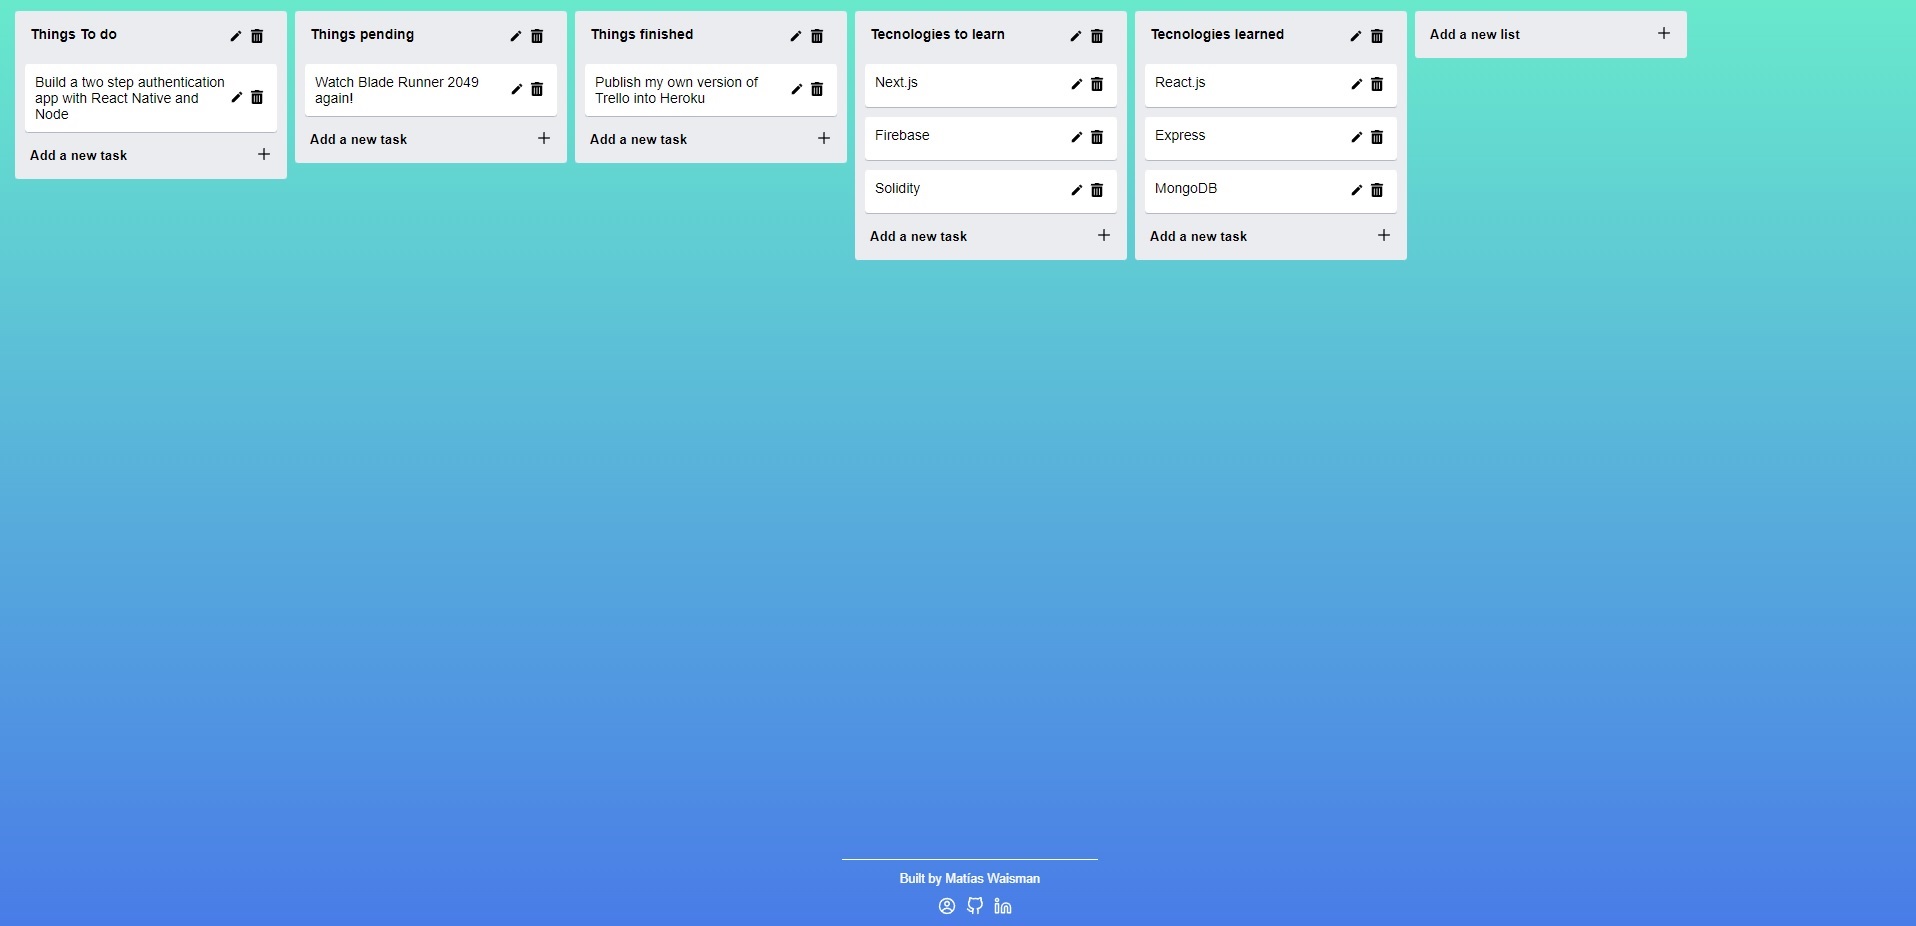 Things To do
Build a two step authentication
app with React Native and
Node
Add a new task
Things pending
Watch Blade Runner 2049
again!
Add a new task
Things finished
Publish my own version of
Trello into Heroku
Add a new task
Tecnologies to learn
Next.js
Firebase
Solidity
Add a new task
Tecnologies learned
React.js
Express
MongoDB
Add a new task
Add a new list
Built by Matías Waisman